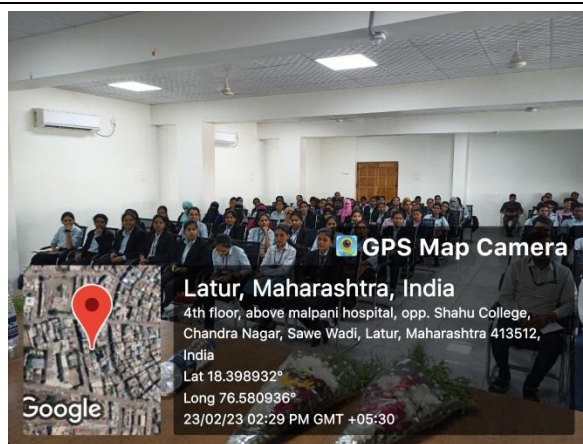 GPS Map Camera
Latur, Maharashtra, India
4th floor, above malpani hospital, opp. Shahu College,
Chandra Nagar, Sawe Wadi, Latur, Maharashtra 413512,
India
Lat 18.398932°
Long 76.580936°
23/02/23 02:29 PM GMT +05:30
Google